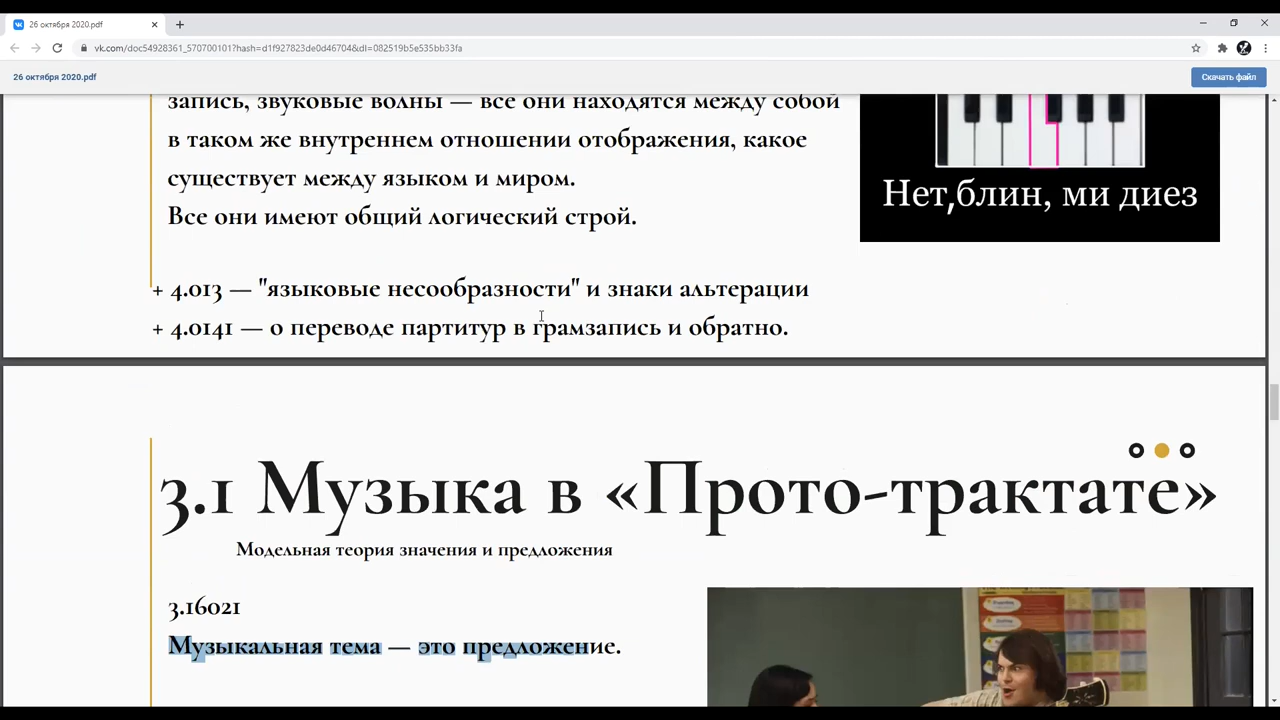 26 октября 2020.pdf
vk.com/doc54928361_570700101?hash=d1f927823de0d46704&dl=082519b5e535bb33fa
26 октября 2020.pdf
Скачать файл
запись, звуковые волны — все они находятся между собой
в таком же внутреннем отношении отображения, какое
существует между языком и миром.
Все они имеют общий логический строй.
Нет,блин, ми диез
+ 4.013 — "языковые несообразности" и знаки альтерации
+ 4.0141 — о переводе партитур в грамзапись и обратно.
3.1 Музыка в «Прото-трактате»
Модельная теория значения и предложения
3.16021
Музыкальная тема — это предложение.